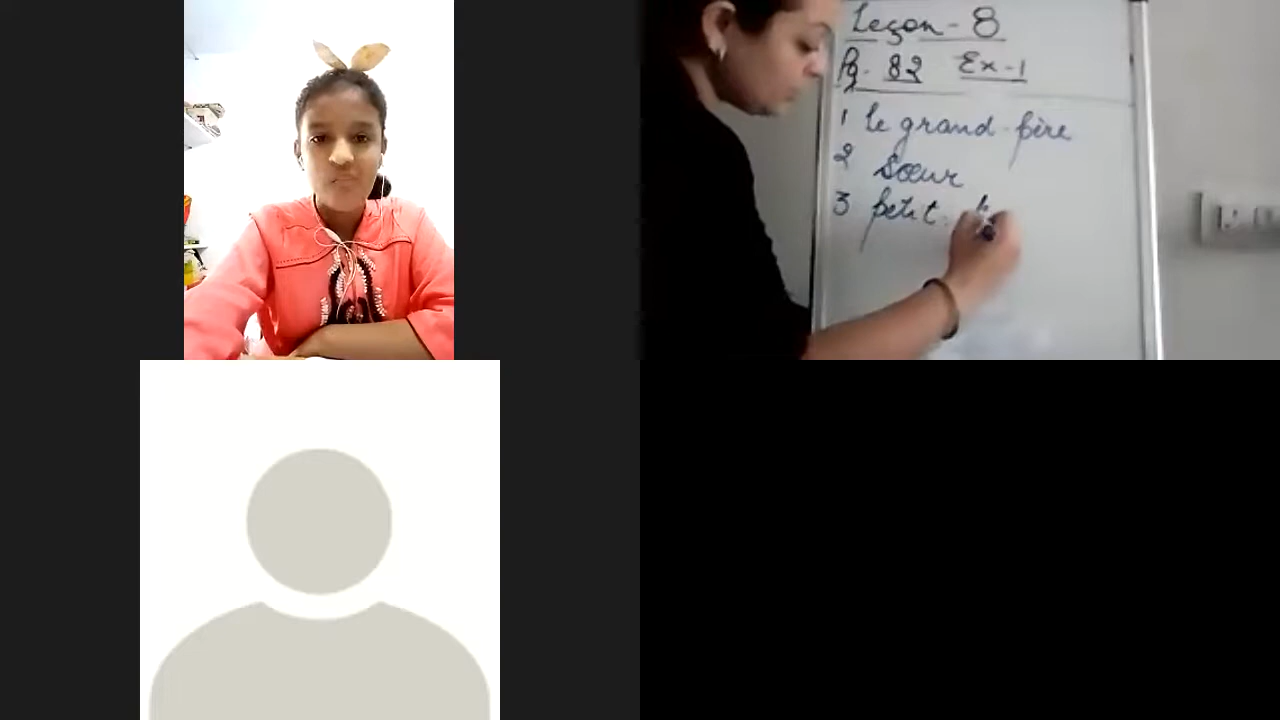 Leçon - 8
Pg - 82 Ex - 1
1 le grand-père
2 Sœur
3 petit -